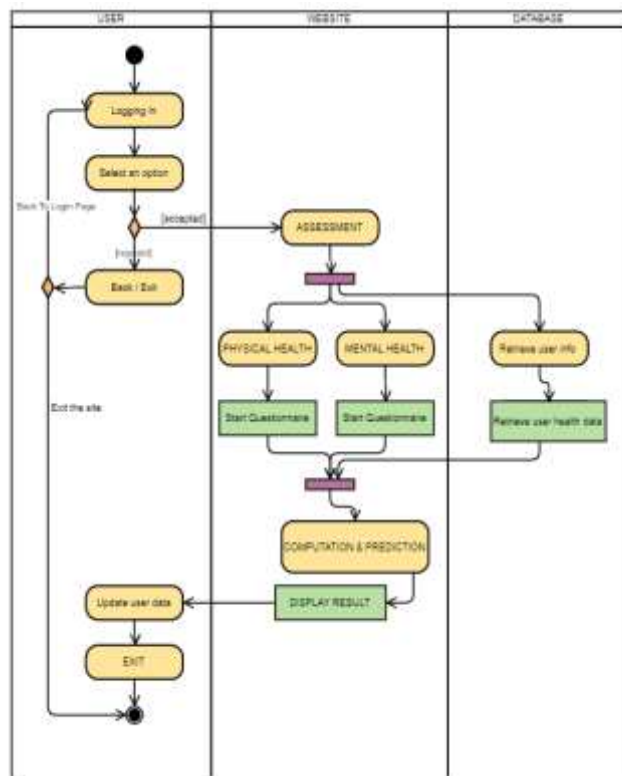 USER
WEBSITE
DATABASE
Logging In
Select an option
Back To Login Page
[accepted]
ASSESSMENT
Back / Exit
PHYSICAL HEALTH
MENTAL HEALTH
Retrieve user info
Exit the site
Start Questionnaire
Start Questionnaire
Retrieve user health data
COMPUTATION & PREDICTION
Update user data
DISPLAY RESULT
EXIT